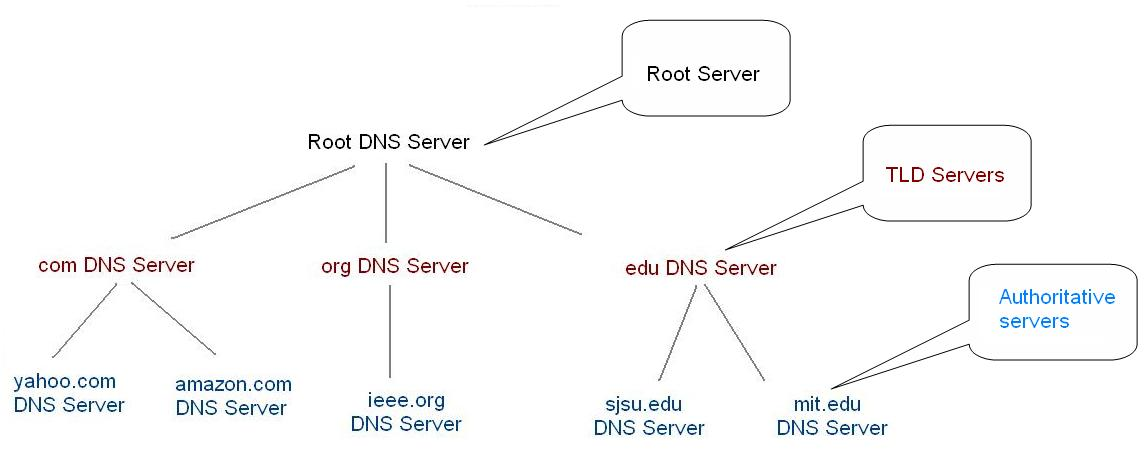 Root Server
Root DNS Server
TLD Servers
com DNS Server
org DNS Server
edu DNS Server
Authoritative
servers
yahoo.com
DNS Server
amazon.com
DNS Server
ieee.org
DNS Server
sjsu.edu
DNS Server
mit.edu
DNS Server